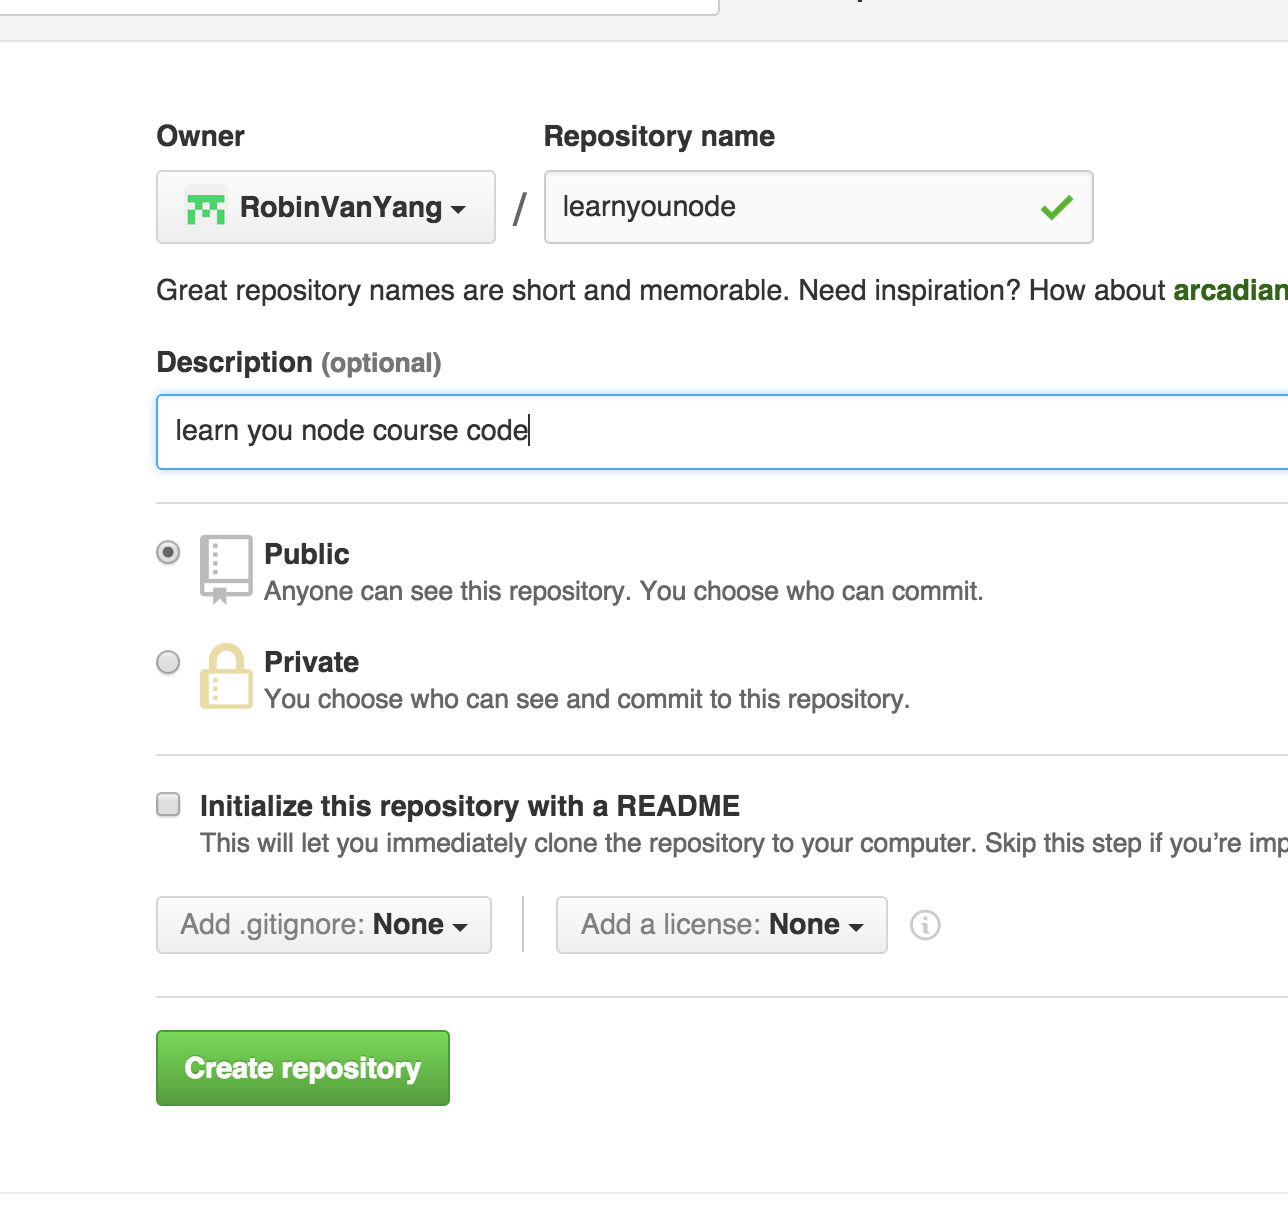 Owner
Repository name
RobinVanYang / learnyounode
Great repository names are short and memorable. Need inspiration? How about arcadian
Description (optional)
learn you node course code
Public
Anyone can see this repository. You choose who can commit.
Private
You choose who can see and commit to this repository.
Initialize this repository with a README
This will let you immediately clone the repository to your computer. Skip this step if you’re imp
Add .gitignore: None
Add a license: None
Create repository